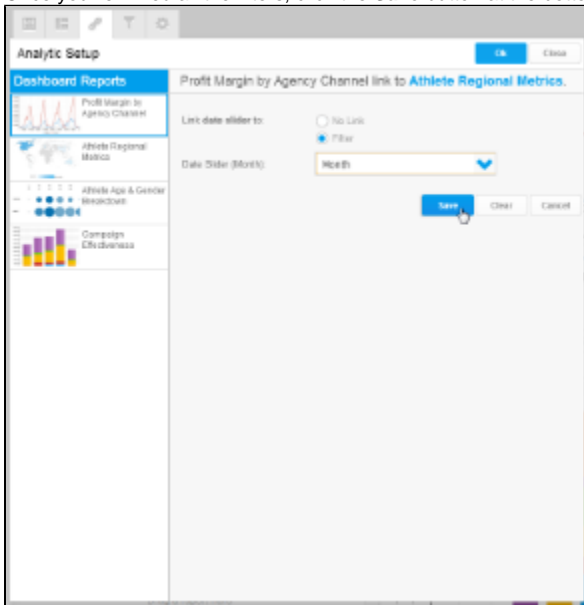 Analytic Setup
Ok
Close
Dashboard Reports
Profit Margin by Agency Channel link to Athlete Regional Metrics.
Profit Margin by
Agency Channel
Link date slider to:
No Link
Filter
Athlete Regional
Metrics
Date Slider (Month):
Month
Athlete Age & Gender
Breakdown
Save
Clear
Cancel
Campaign
Effectiveness